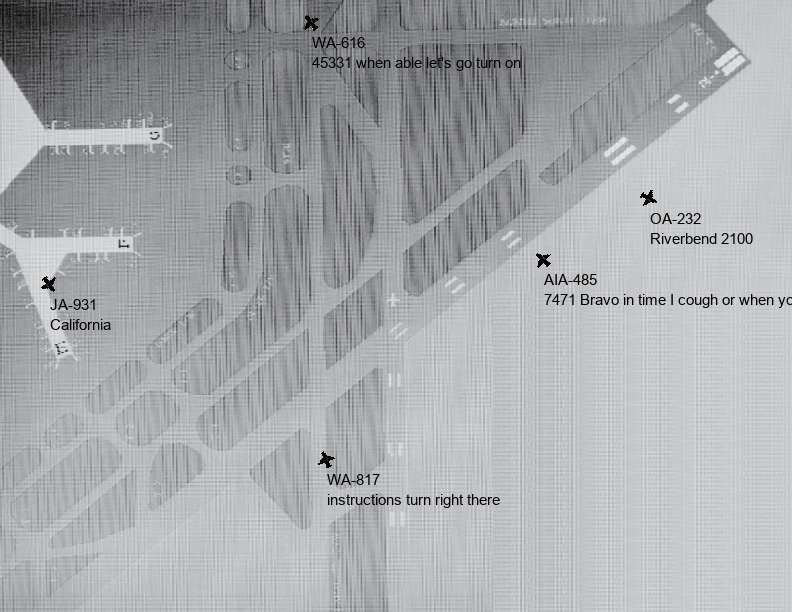 WA-616
45331 when able let's go turn on
G
OA-232
Riverbend 2100
F
AIA-485
7471 Bravo in time I cough or when yo
JA-931
California
WA-817
instructions turn right there